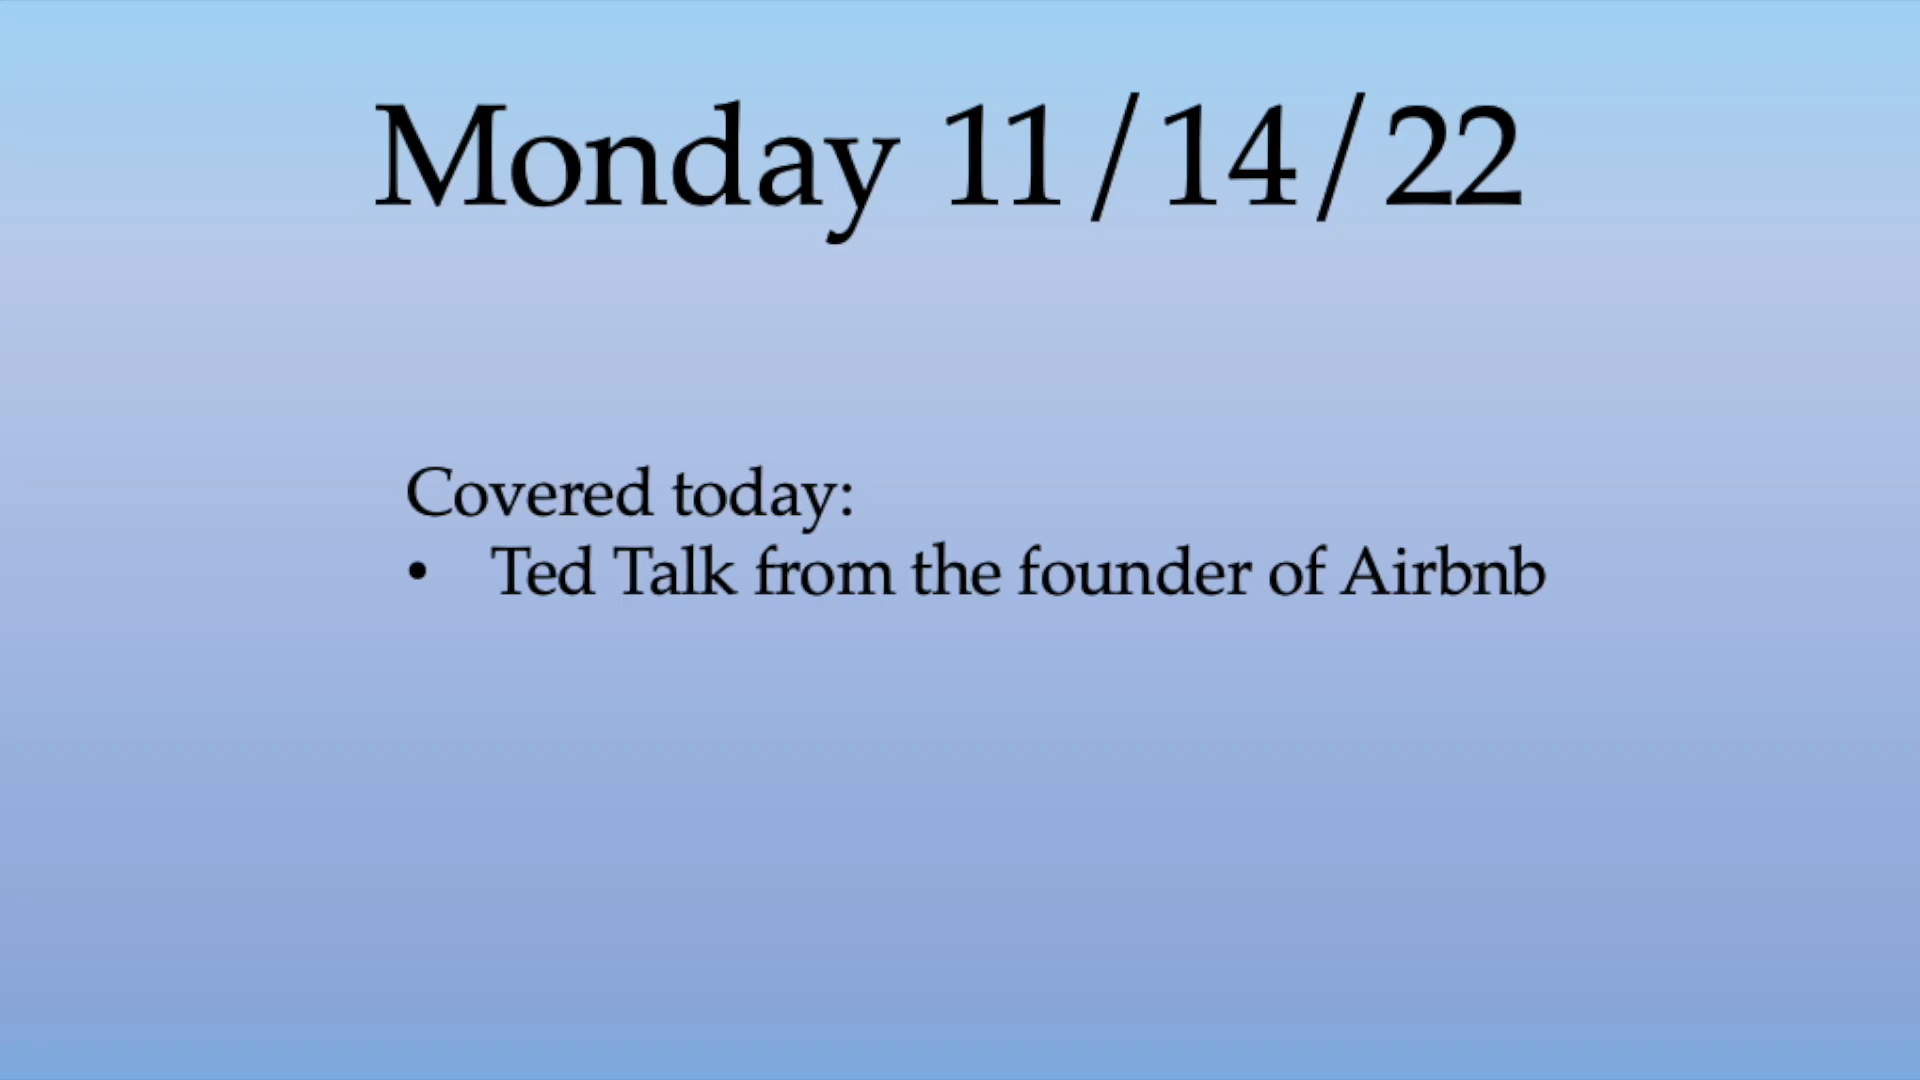 Monday 11/14/22
Covered today:
• Ted Talk from the founder of Airbnb